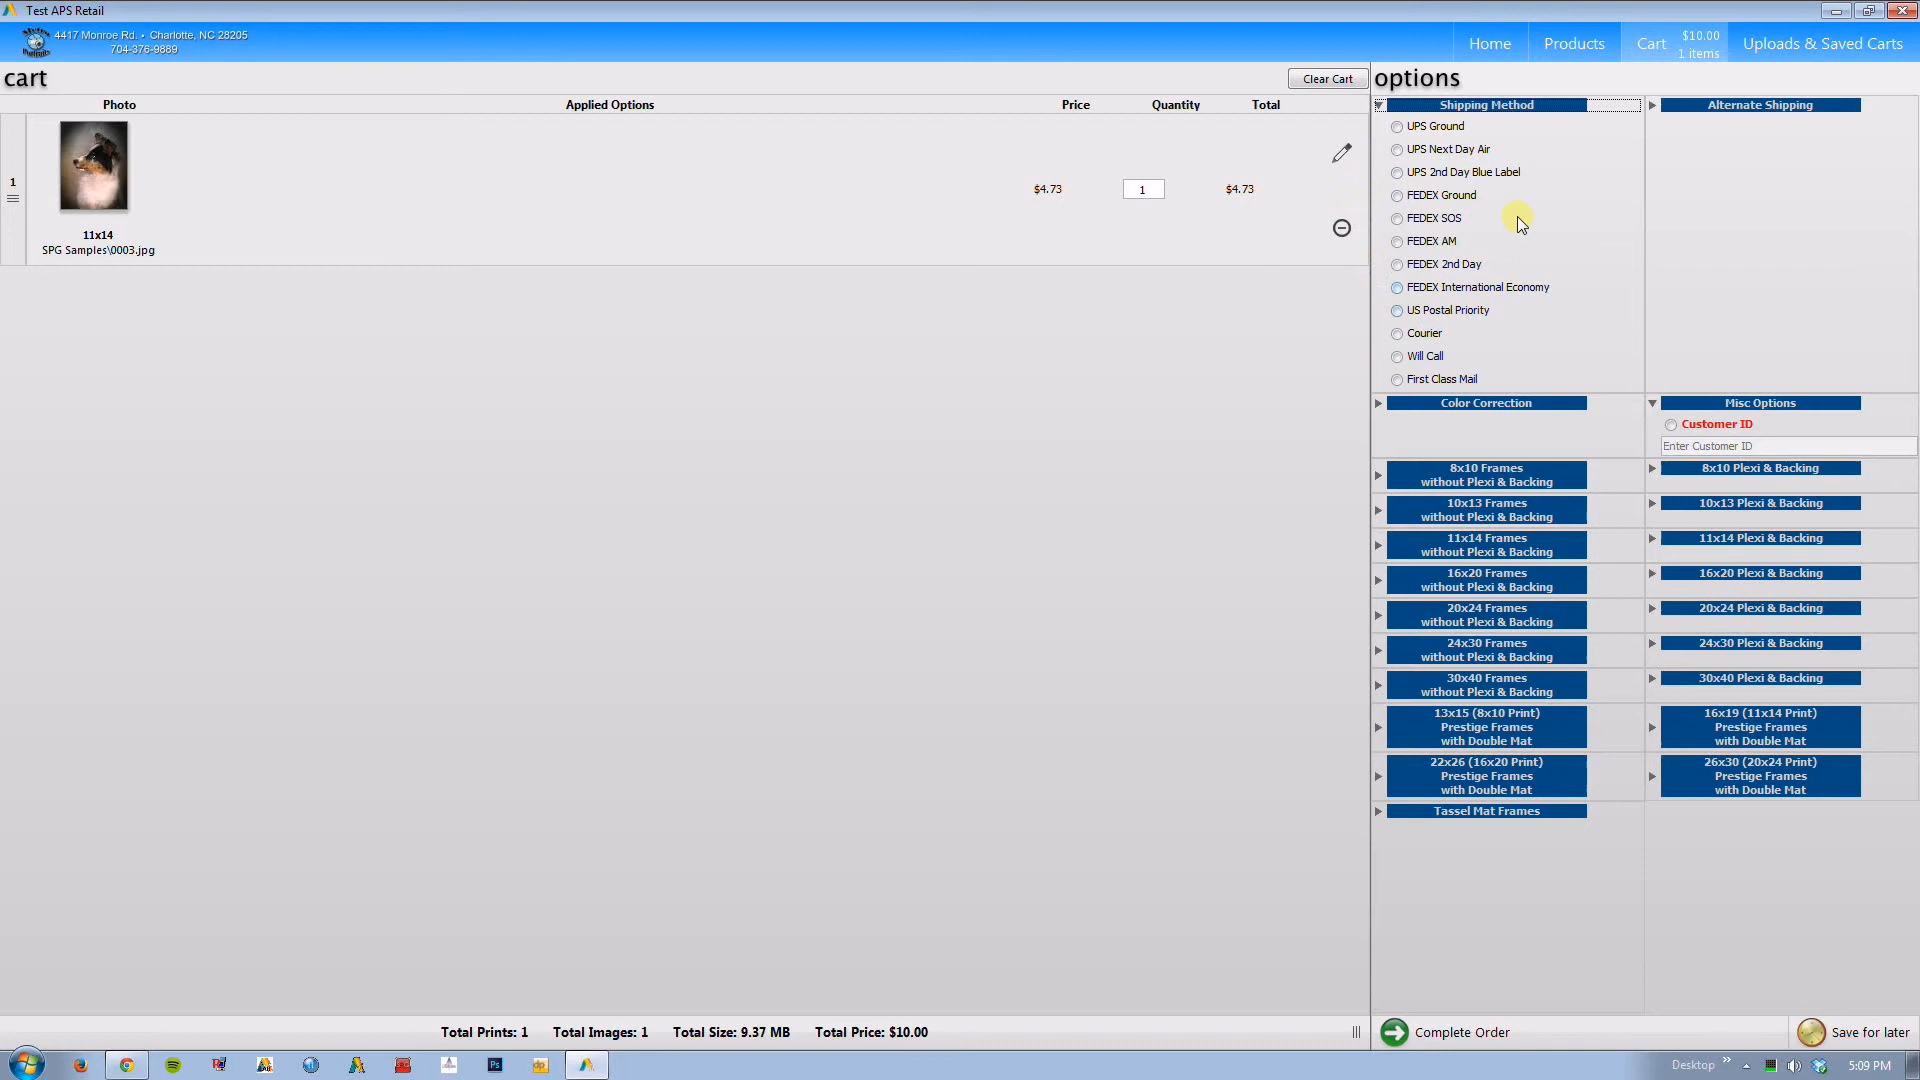 Test APS Retail
4417 Monroe Rd. • Charlotte, NC 28205
704-376-9889
Home
Products
Cart
$10.00
1 items
Uploads & Saved Carts
cart
Clear Cart
options
Photo
Applied Options
Price
Quantity
Total
1
$4.73
1
$4.73
11x14
SPG Samples\0003.jpg
Shipping Method
UPS Ground
UPS Next Day Air
UPS 2nd Day Blue Label
FEDEX Ground
FEDEX SOS
FEDEX AM
FEDEX 2nd Day
FEDEX International Economy
US Postal Priority
Courier
Will Call
First Class Mail
Alternate Shipping
Color Correction
Misc Options
Customer ID
Enter Customer ID
8x10 Frames
without Plexi & Backing
8x10 Plexi & Backing
10x13 Frames
without Plexi & Backing
10x13 Plexi & Backing
11x14 Frames
without Plexi & Backing
11x14 Plexi & Backing
16x20 Frames
without Plexi & Backing
16x20 Plexi & Backing
20x24 Frames
without Plexi & Backing
20x24 Plexi & Backing
24x30 Frames
without Plexi & Backing
24x30 Plexi & Backing
30x40 Frames
without Plexi & Backing
30x40 Plexi & Backing
13x15 (8x10 Print)
Prestige Frames
with Double Mat
16x19 (11x14 Print)
Prestige Frames
with Double Mat
22x26 (16x20 Print)
Prestige Frames
with Double Mat
26x30 (20x24 Print)
Prestige Frames
with Double Mat
Tassel Mat Frames
Total Prints: 1
Total Images: 1
Total Size: 9.37 MB
Total Price: $10.00
Complete Order
Save for later
Ps
dp
Desktop
5:09 PM